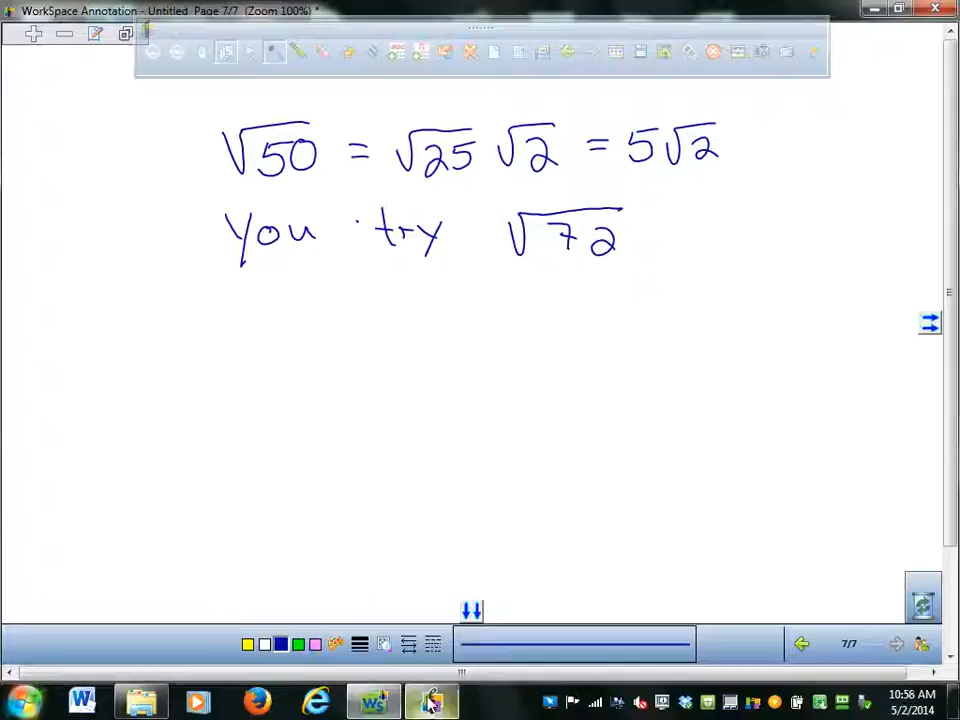 WorkSpace Annotation - Untitled Page 7/7 (Zoom 100%) *
√50 = √25 √2 = 5√2
you try √72
7/7
10:56 AM
5/2/2014